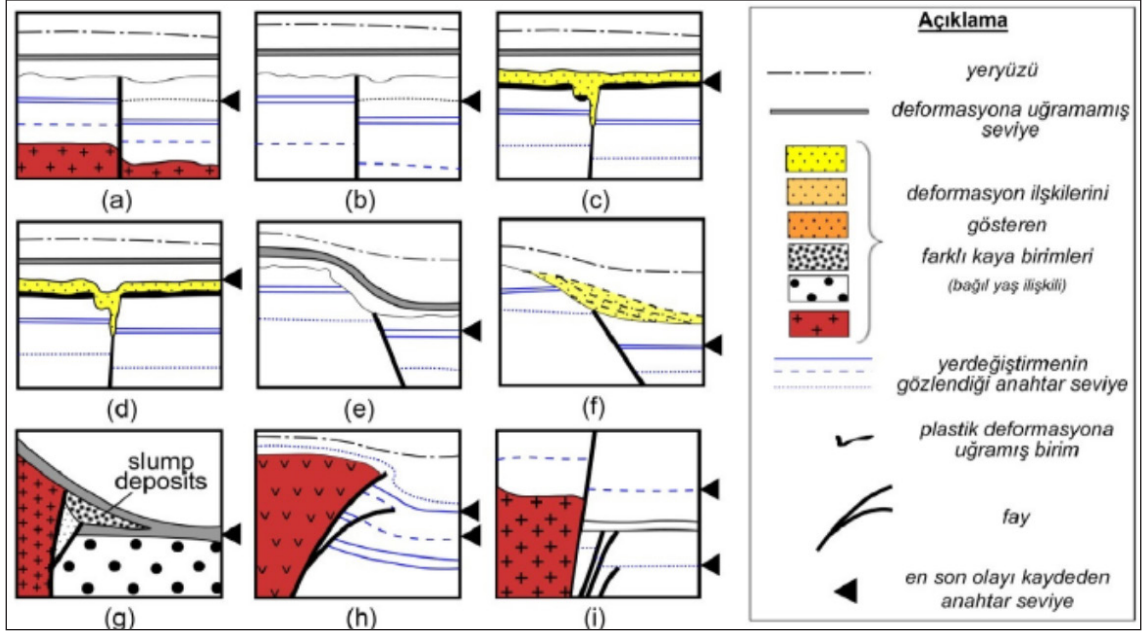 (a)
(b)
(c)
(d)
(e)
(f)
slump
deposits
(g)
(h)
(i)
Açıklama
yeryüzü
deformasyona uğramamış
seviye
deformasyon ilşkilerini
gösteren
farklı kaya birimleri
(bağıl yaş ilişkili)
yerdeğiştirmenin
gözlendiği anahtar seviye
plastik deformasyona
uğramış birim
fay
en son olayı kaydeden
anahtar seviye